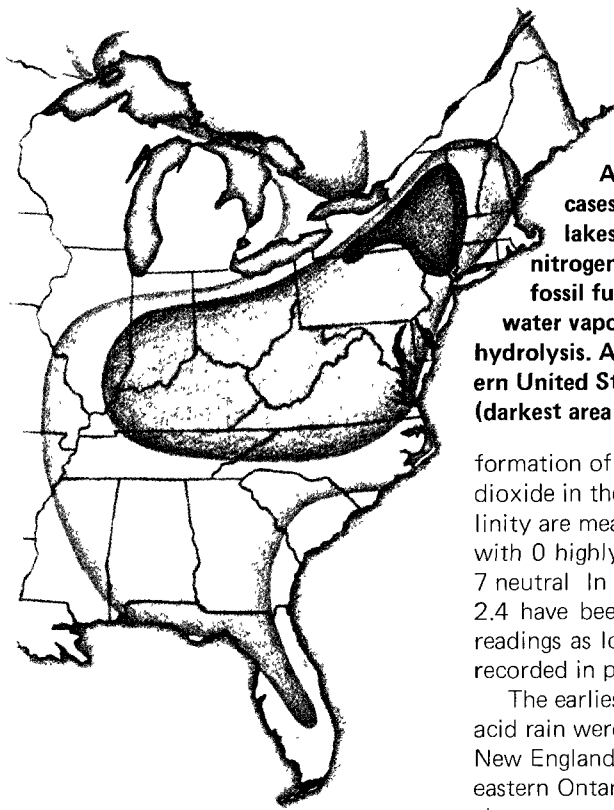 A
cases
lakes
nitrogen
fossil fu
water vapo
hydrolysis. A
ern United St
(darkest area
formation of
dioxide in the
linity are mea
with 0 highly
7 neutral In
2.4 have bee
readings as lo
recorded in p
The earlies
acid rain were
New England
eastern Ontar